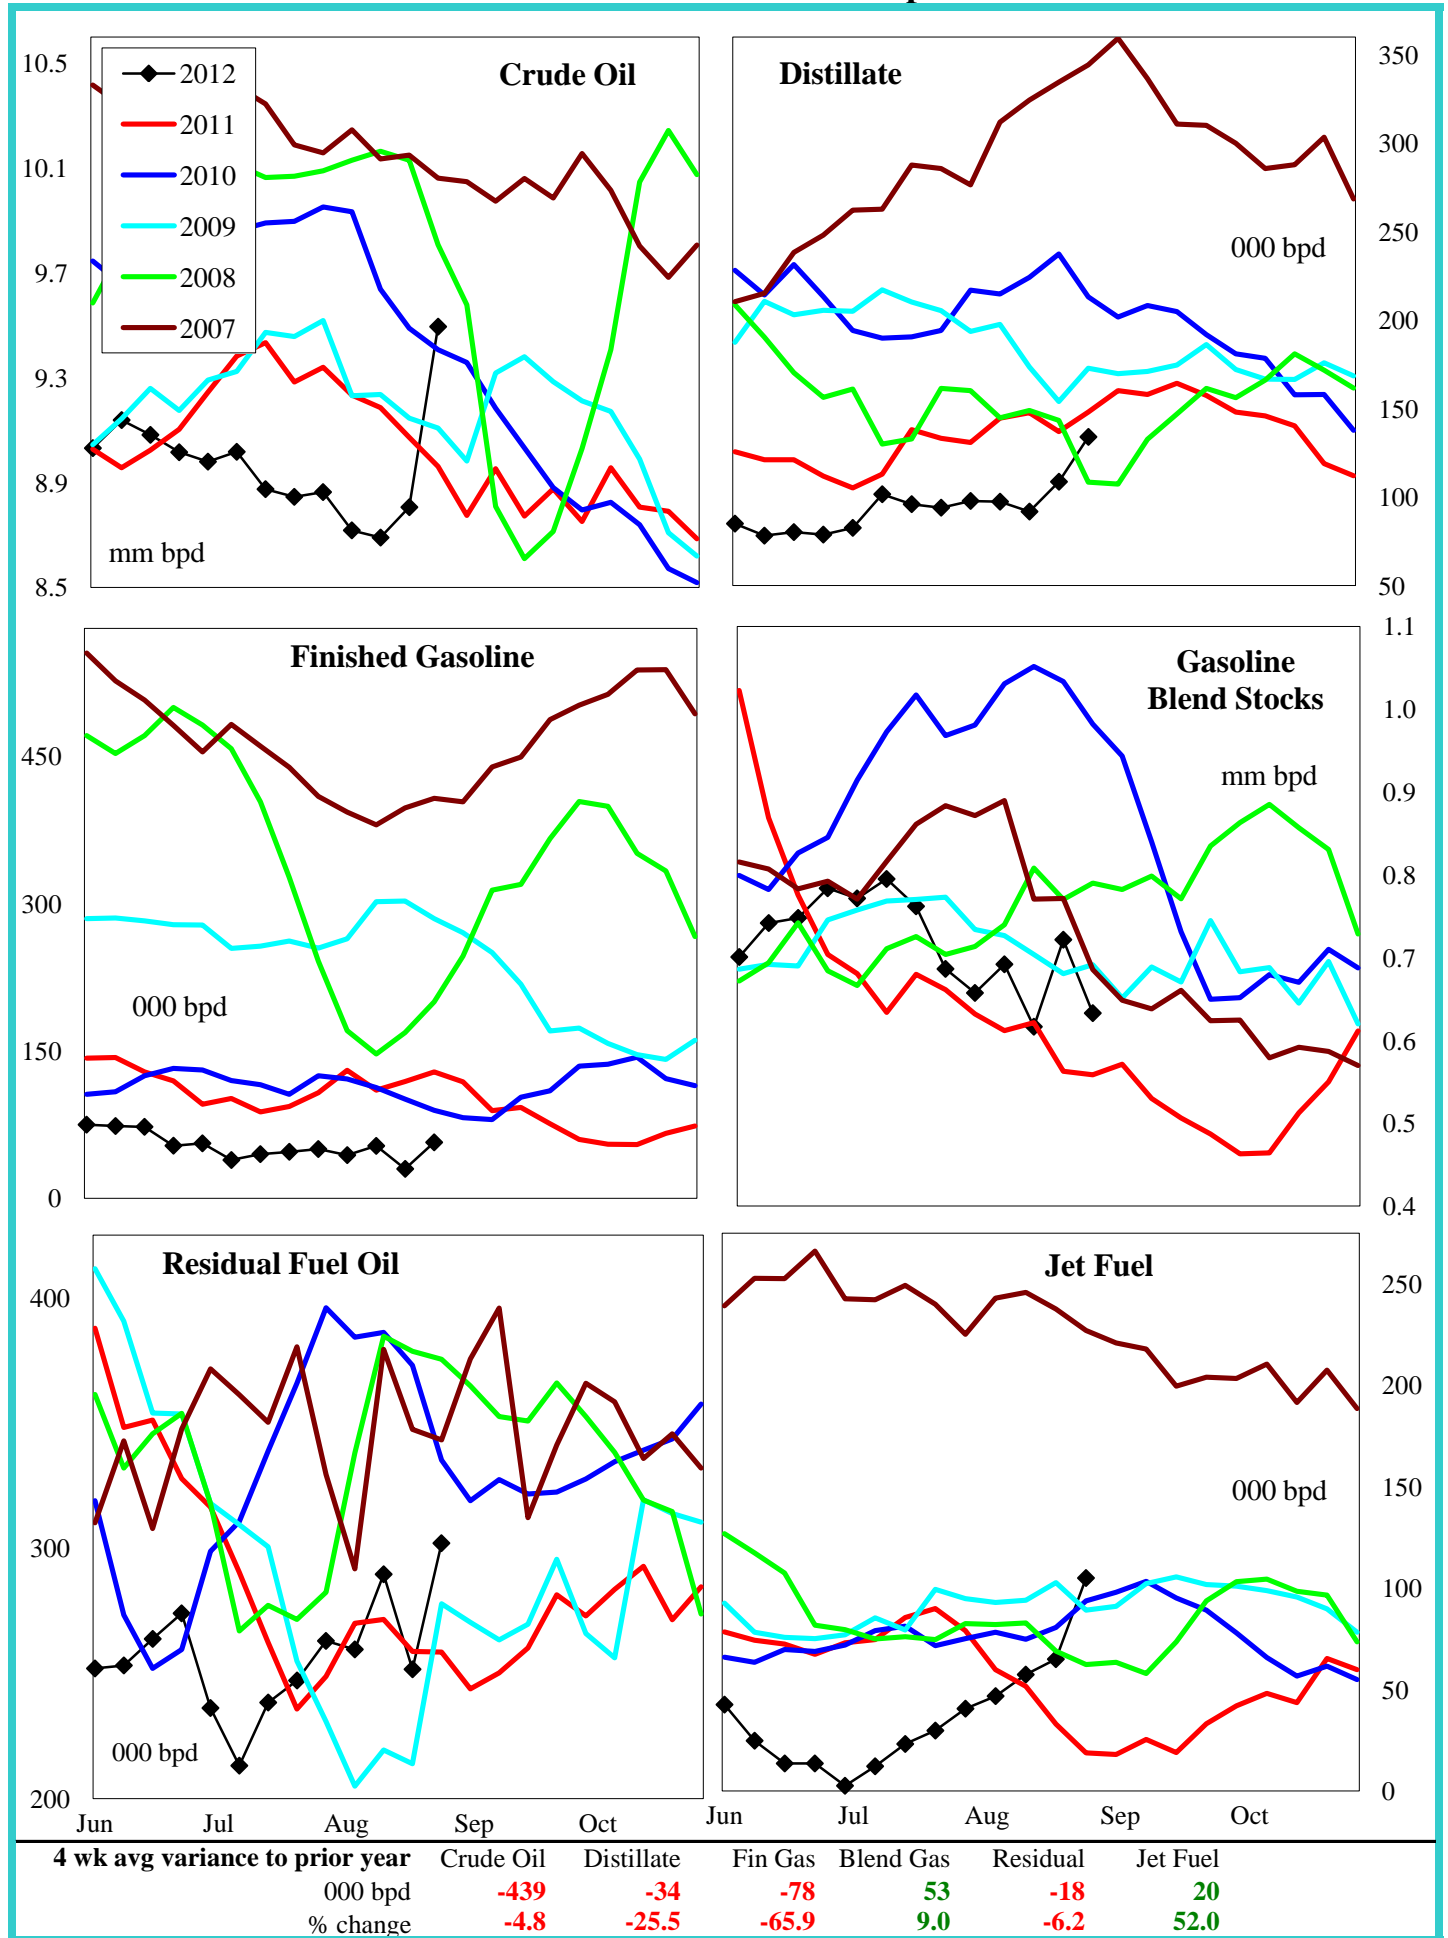 Crude Oil
10.5
10.1
9.7
9.3
8.9
8.5
2012
2011
2010
2009
2008
2007
mm bpd
Distillate
000 bpd
350
300
250
200
150
100
50
Finished Gasoline
450
300
150
0
000 bpd
Gasoline
Blend Stocks
mm bpd
1.1
1.0
0.9
0.8
0.7
0.6
0.5
0.4
Residual Fuel Oil
400
300
200
000 bpd
Jun Jul Aug Sep Oct
Jet Fuel
000 bpd
250
200
150
100
50
0
Jun Jul Aug Sep Oct
4 wk avg variance to prior year Crude Oil Distillate Fin Gas Blend Gas Residual Jet Fuel
000 bpd -439 -34 -78 53 -18 20
% change -4.8 -25.5 -65.9 9.0 -6.2 52.0